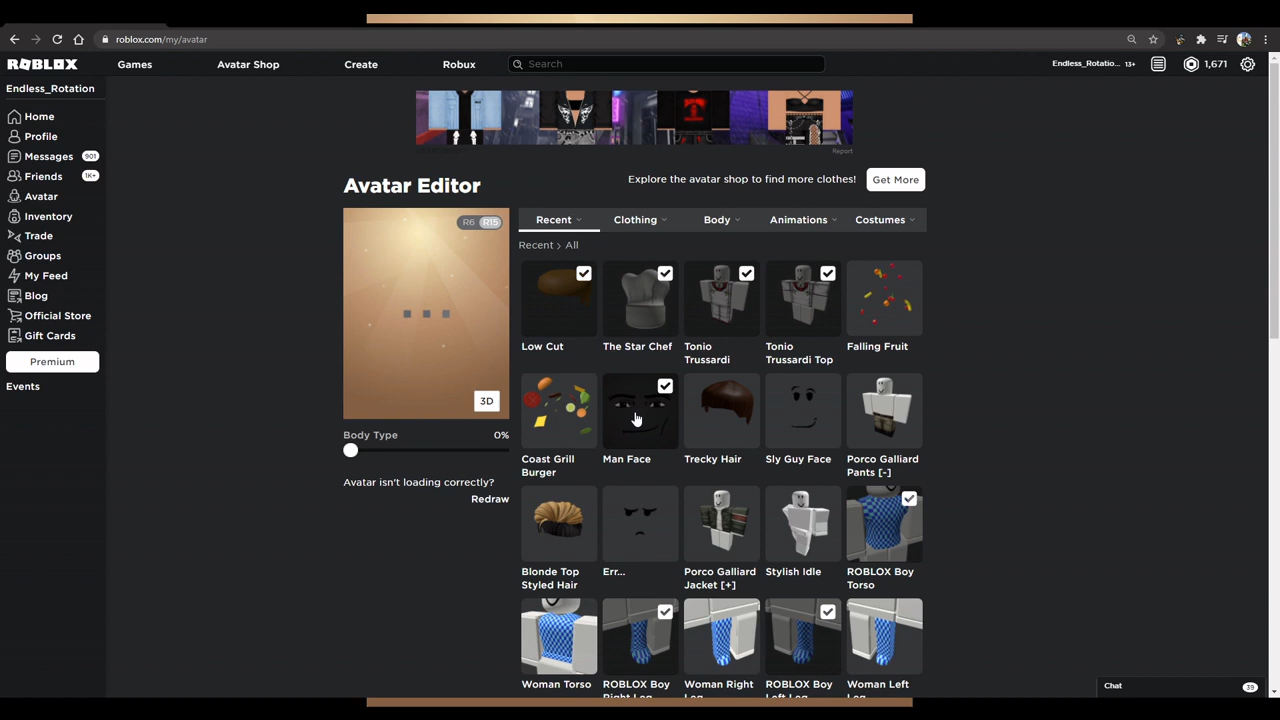 roblox.com/my/avatar
ROBLOX
Games
Avatar Shop
Create
Robux
Search
Endless_Rotatio... 13+
1,671
Endless_Rotation
Home
Profile
Messages 901
Friends 1K+
Avatar
Inventory
Trade
Groups
My Feed
Blog
Official Store
Gift Cards
Premium
Events
Report
Avatar Editor
Explore the avatar shop to find more clothes!
Get More
R6 R15
3D
Body Type 0%
Avatar isn't loading correctly?
Redraw
Recent
Clothing
Body
Animations
Costumes
Recent > All
Low Cut
The Star Chef
Tonio
Trussardi
Tonio
Trussardi Top
Falling Fruit
Coast Grill
Burger
Man Face
Trecky Hair
Sly Guy Face
Porco Galliard
Pants [-]
Blonde Top
Styled Hair
Err...
Porco Galliard
Jacket [+]
Stylish Idle
ROBLOX Boy
Torso
Woman Torso
ROBLOX Boy
Right Leg
Woman Right
Leg
ROBLOX Boy
Left Leg
Woman Left
Leg
Chat 39